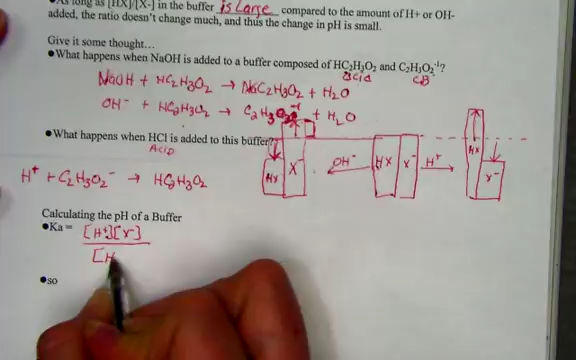 ●As long as [HX]/[X-] in the buffer is Large compared to the amount of H+ or OH-
added, the ratio doesn't change much, and thus the change in pH is small.
Give it some thought…
●What happens when NaOH is added to a buffer composed of HC2H3O2 and C2H3O2-1?
acid CB
NaOH + HC2H3O2 → NaC2H3O2 + H2O
OH- + HC2H3O2 → C2H3O2-1 + H2O
●What happens when HCl is added to this buffer?
ACID
Hx X- OH- HX X- H+ Hx X-
H+ + C2H3O2- → HC2H3O2
Calculating the pH of a Buffer
●Ka = [H+][X-]
[H
●so